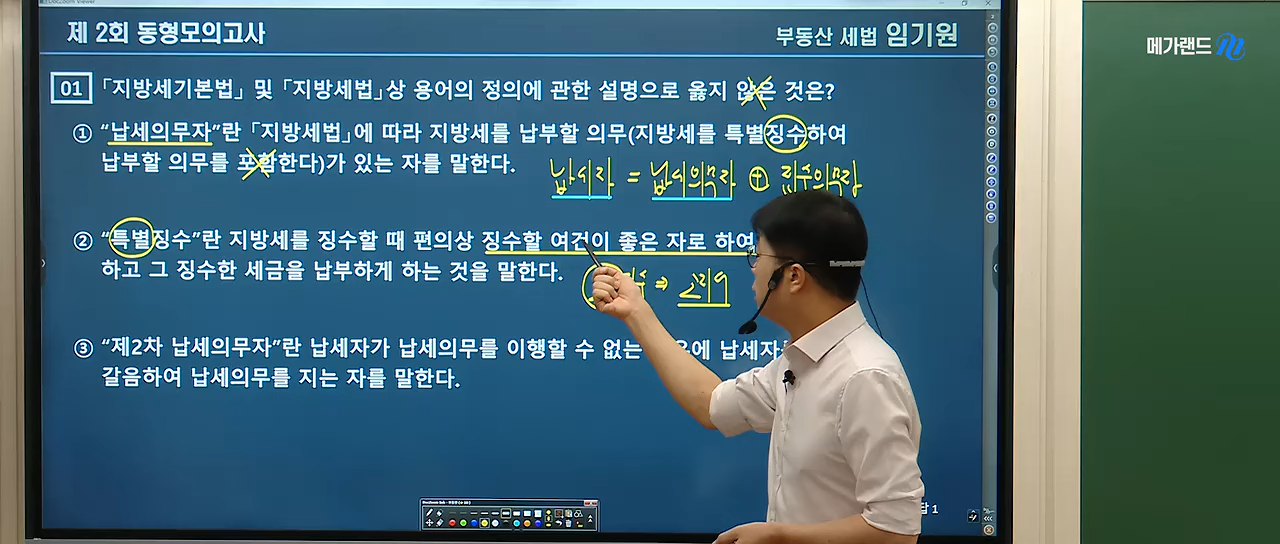 제 2회 동형모의고사
부동산 세법 임기원
메가랜드
01 「지방세기본법」 및 「지방세법」상 용어의 정의에 관한 설명으로 옳지 않은 것은?
① “납세의무자”란 「지방세법」에 따라 지방세를 납부할 의무(지방세를 특별징수하여
납부할 의무를 포함한다)가 있는 자를 말한다.
납세자 = 납세의무자 ⊕ 징수의무자
② “특별징수”란 지방세를 징수할 때 편의상 징수할 여건이 좋은 자로 하여
하고 그 징수한 세금을 납부하게 하는 것을 말한다.
⇒
③ “제2차 납세의무자”란 납세자가 납세의무를 이행할 수 없는 에 납세자
갈음하여 납세의무를 지는 자를 말한다.
답 1